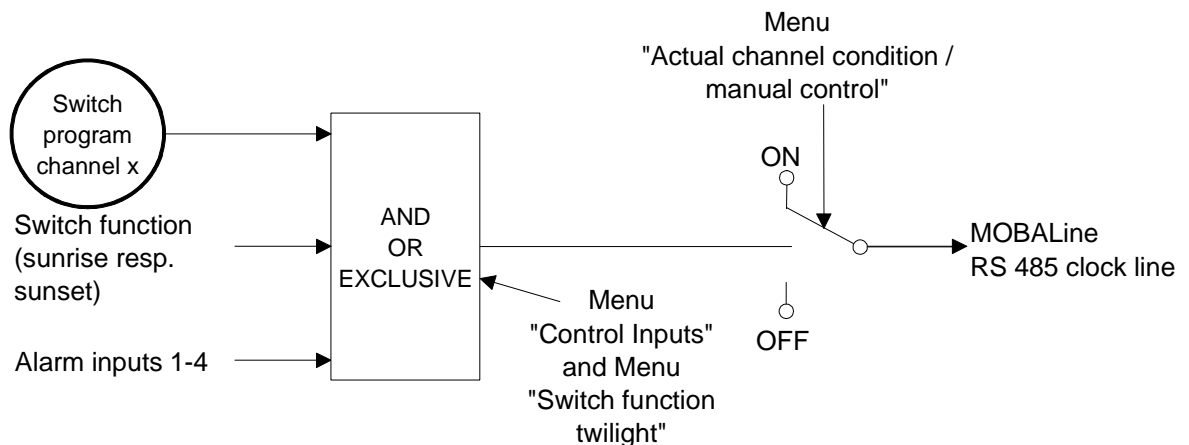 Menu
"Actual channel condition /
manual control"
Switch
program
channel x
ON
AND
OR
EXCLUSIVE
Switch function
(sunrise resp.
sunset)
MOBALine
RS 485 clock line
Menu
"Control Inputs"
and Menu
"Switch function
twilight"
OFF
Alarm inputs 1-4